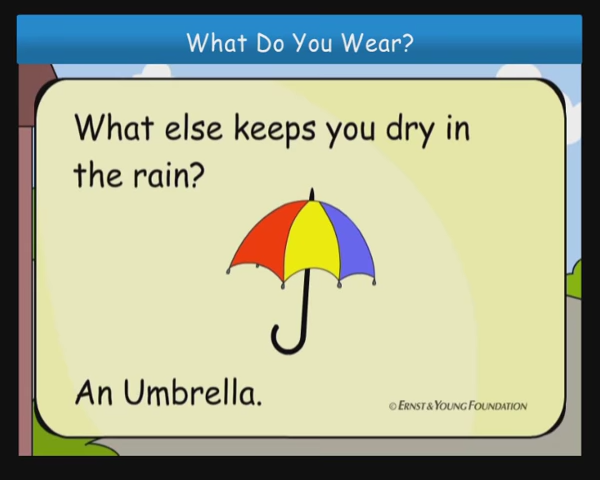 What Do You Wear?
What else keeps you dry in
the rain?
An Umbrella.
© ERNST & YOUNG FOUNDATION